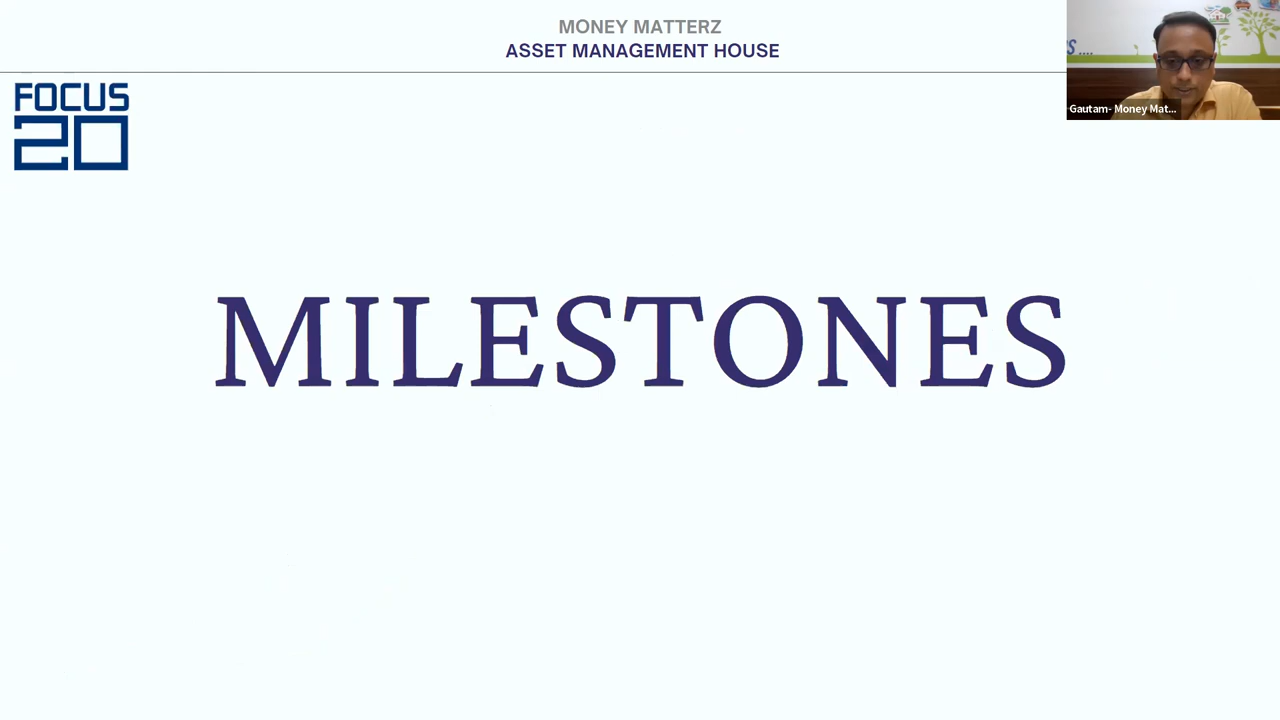 MONEY MATTERZ
ASSET MANAGEMENT HOUSE
FOCUS
20
MILESTONES
Gautam- Money Mat...